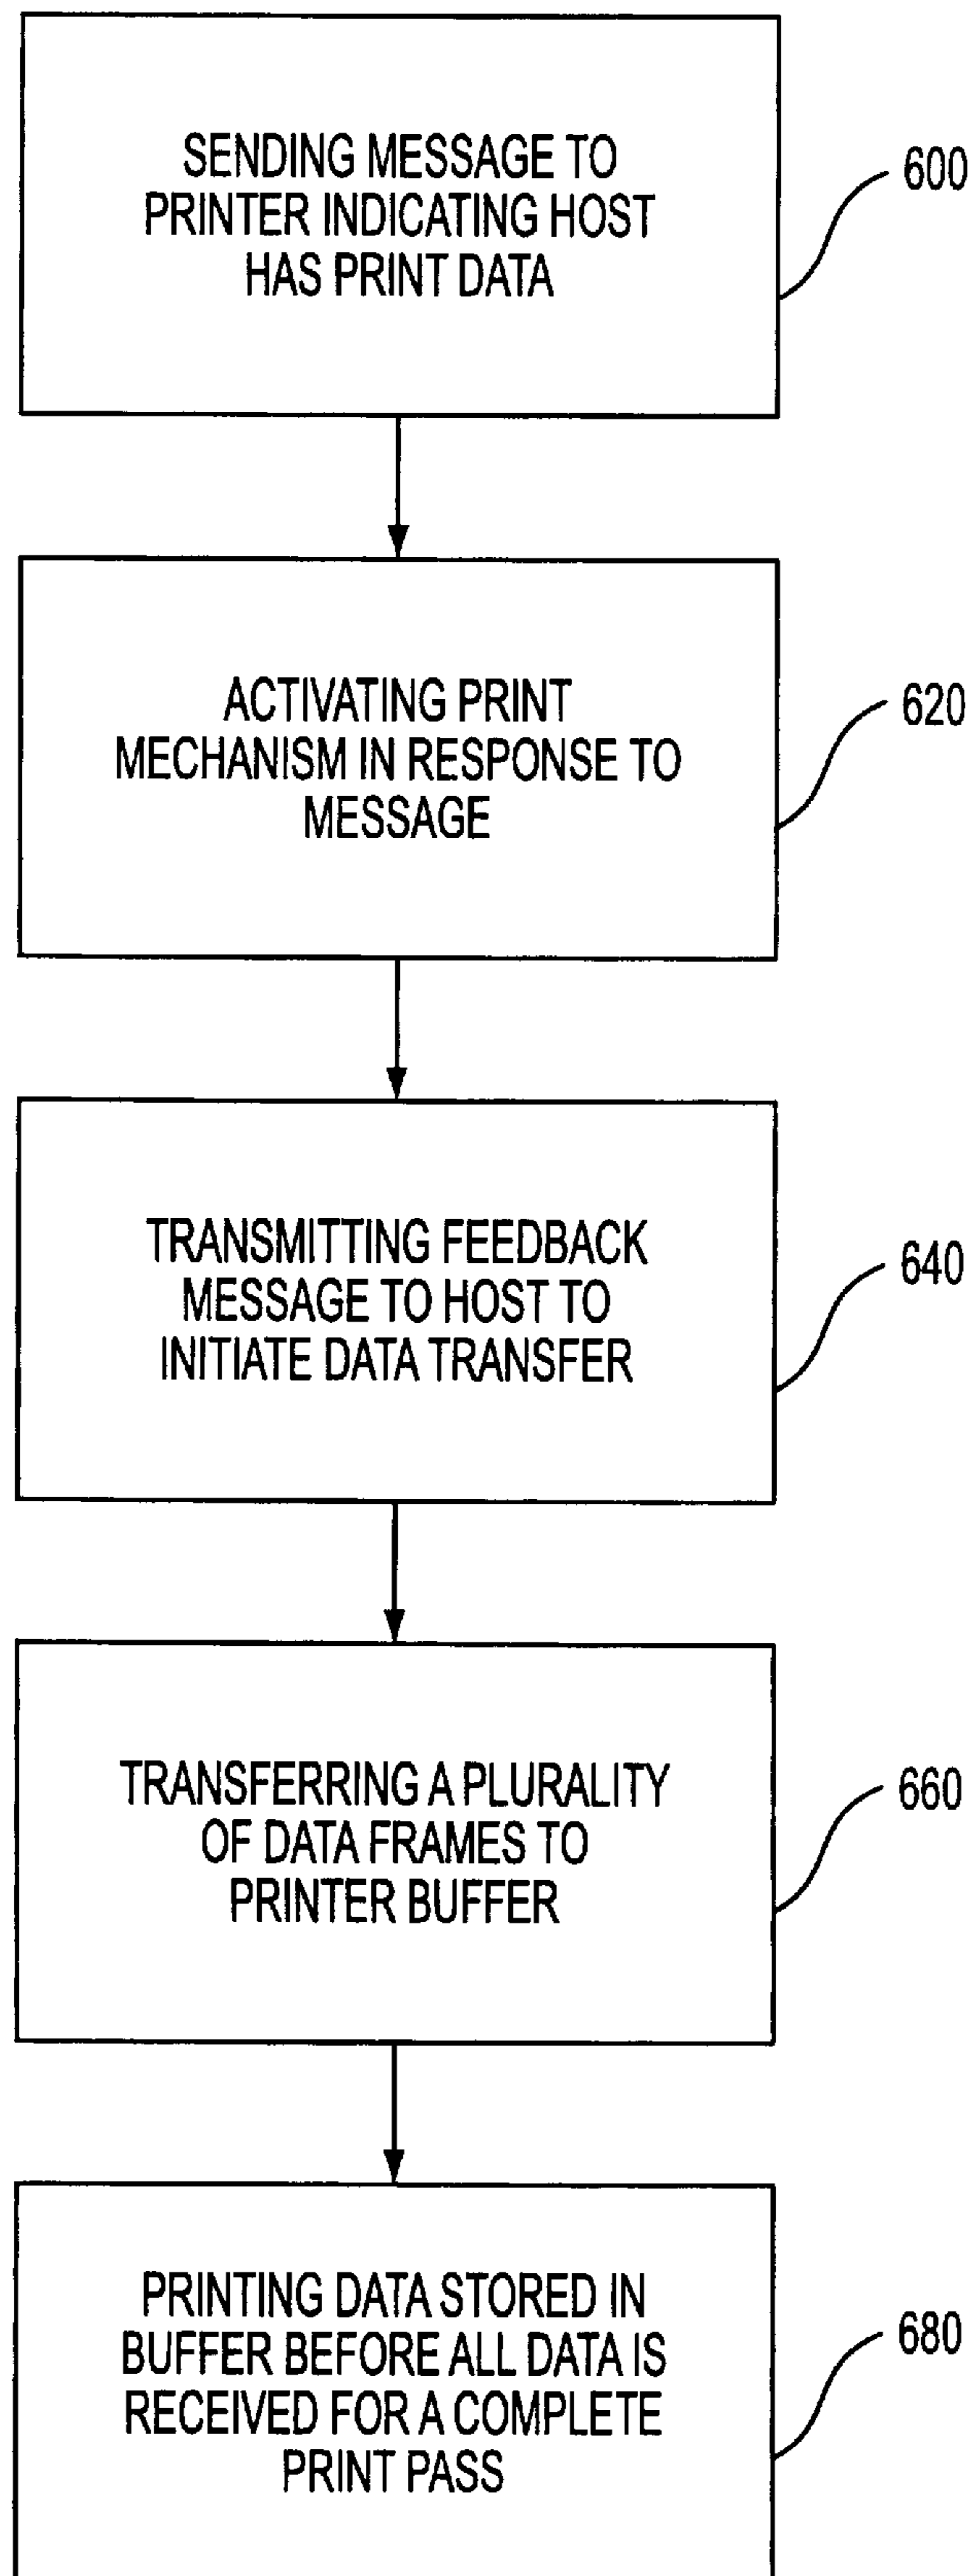 SENDING MESSAGE TO
PRINTER INDICATING HOST
HAS PRINT DATA
600
ACTIVATING PRINT
MECHANISM IN RESPONSE TO
MESSAGE
620
TRANSMITTING FEEDBACK
MESSAGE TO HOST TO
INITIATE DATA TRANSFER
640
TRANSFERRING A PLURALITY
OF DATA FRAMES TO
PRINTER BUFFER
660
PRINTING DATA STORED IN
BUFFER BEFORE ALL DATA IS
RECEIVED FOR A COMPLETE
PRINT PASS
680